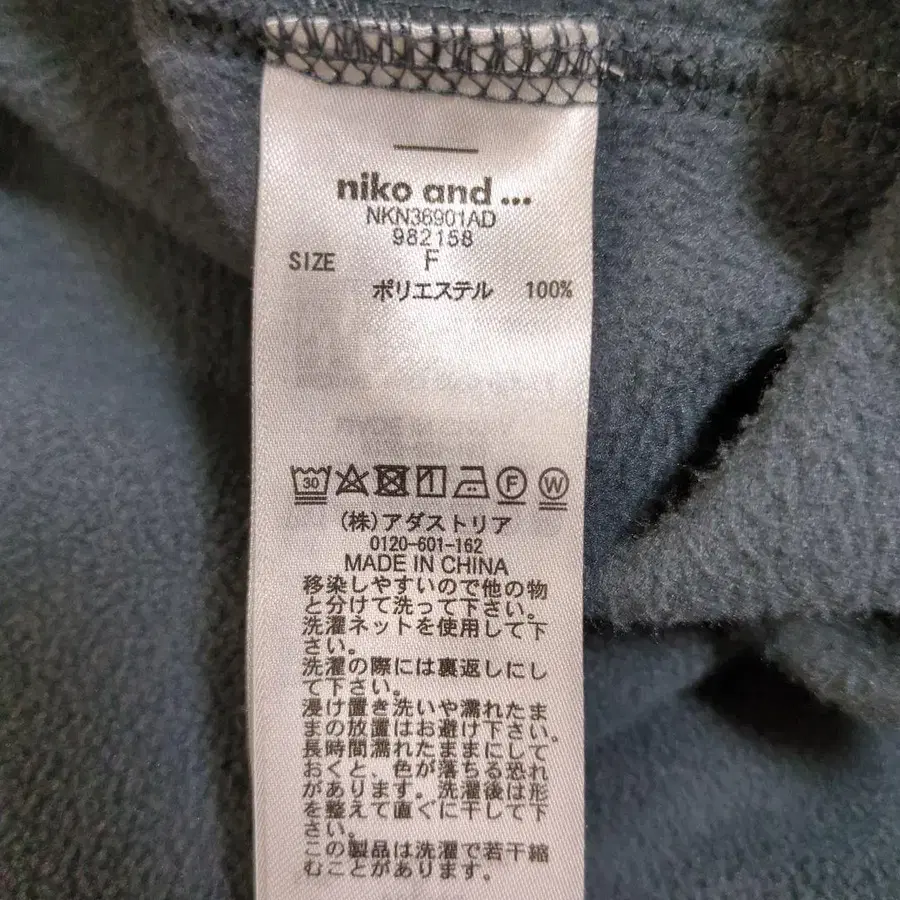 niko and ...
NKN36901AD
982158
SIZE F
ポリエステル 100%
30 F W
(株)アダストリア
0120-601-162
MADE IN CHINA
移染しやすいので他の物
と分けて洗って下さい。
洗濯ネットを使用して下
さい。
洗濯の際には裏返しにし
て下さい。
浸け置き洗いや濡れたま
まの放置はお避け下さい。
長時間濡れたままにして
おくと、色が落ちる恐れ
があります。洗濯後は形
を整えて直ぐに干して下
さい。
この製品は洗濯で若干縮
むことがあります。